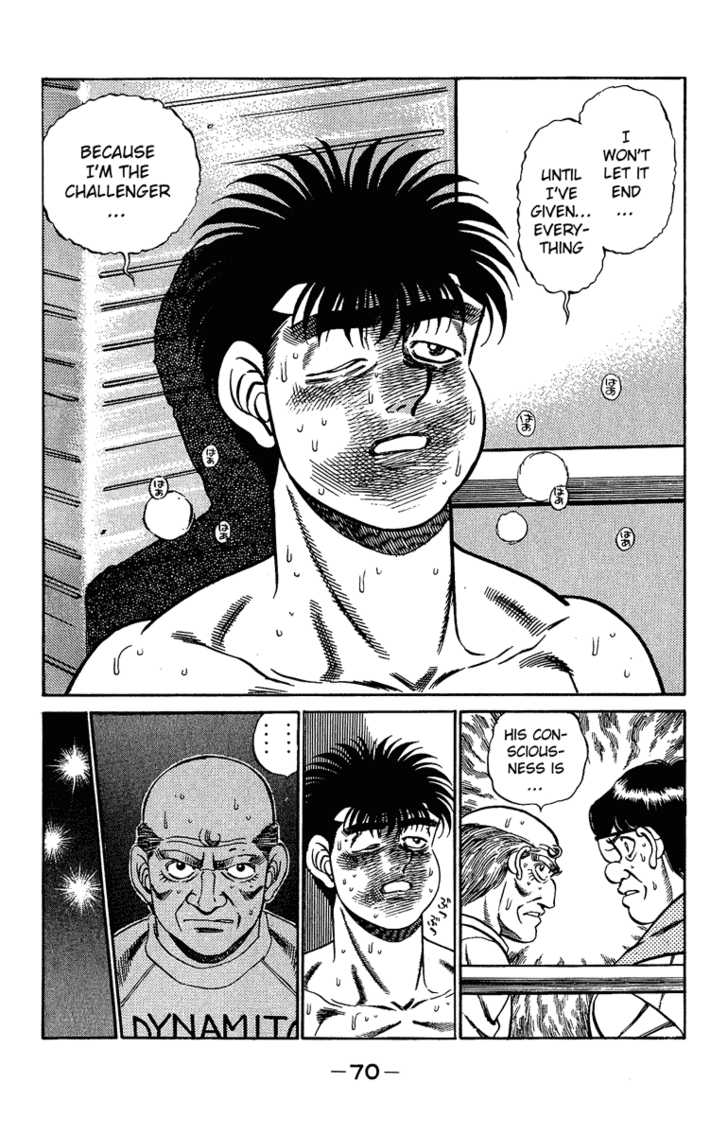 I
WON'T
LET IT
END
...
UNTIL
I'VE
GIVEN...
EVERY-
THING
BECAUSE
I'M THE
CHALLENGER
...
はぁ
はぁ
はぁ
はぁ
はぁ
はぁ
はぁ
HIS CON-
SCIOUS-
NESS IS
...
DYNAMIT
-70-